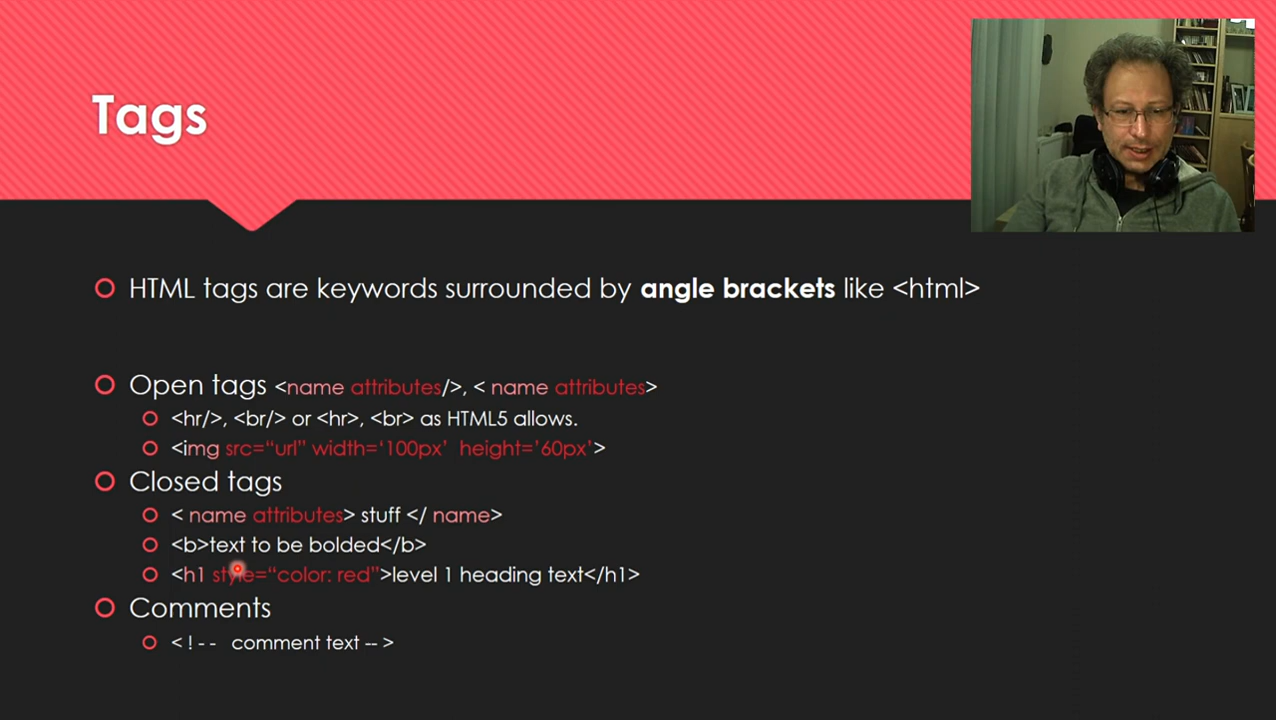 Tags
HTML tags are keywords surrounded by angle brackets like <html>
Open tags <name attributes/>, < name attributes>
<hr/>, <br/> or <hr>, <br> as HTML5 allows.
<img src=“url” width=‘100px’ height=’60px’>
Closed tags
< name attributes> stuff </ name>
<b>text to be bolded</b>
<h1 style=“color: red”>level 1 heading text</h1>
Comments
< ! - - comment text -- >